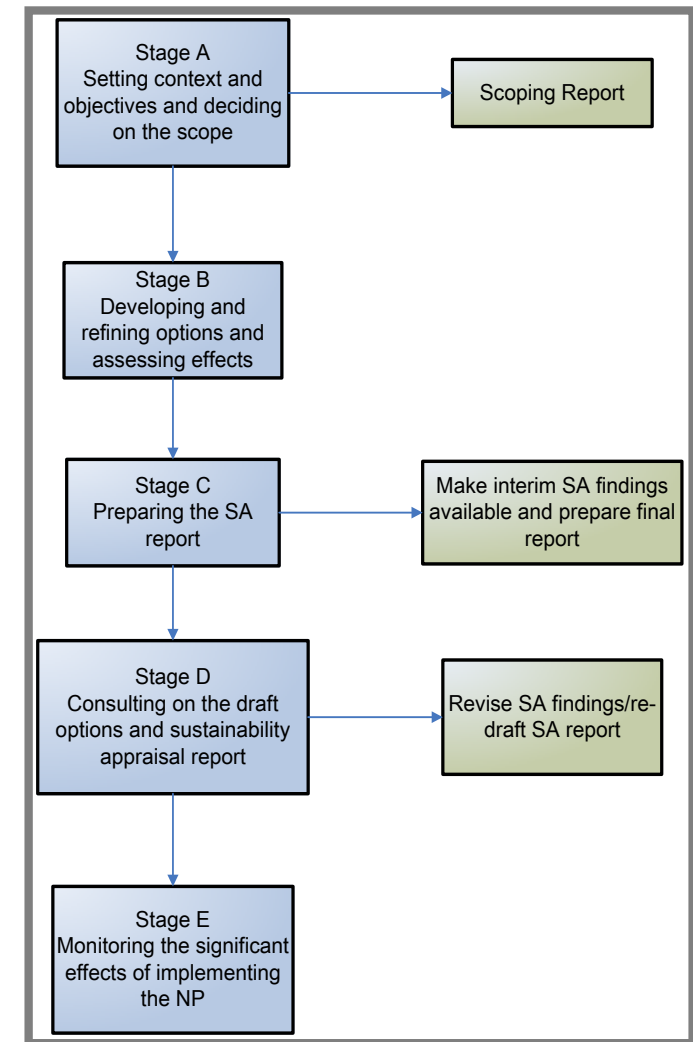 Stage A
Setting context and
objectives and deciding
on the scope
Scoping Report
Stage B
Developing and
refining options and
assessing effects
Stage C
Preparing the SA
report
Make interim SA findings
available and prepare final
report
Stage D
Consulting on the draft
options and sustainability
appraisal report
Revise SA findings/re-
draft SA report
Stage E
Monitoring the significant
effects of implementing
the NP